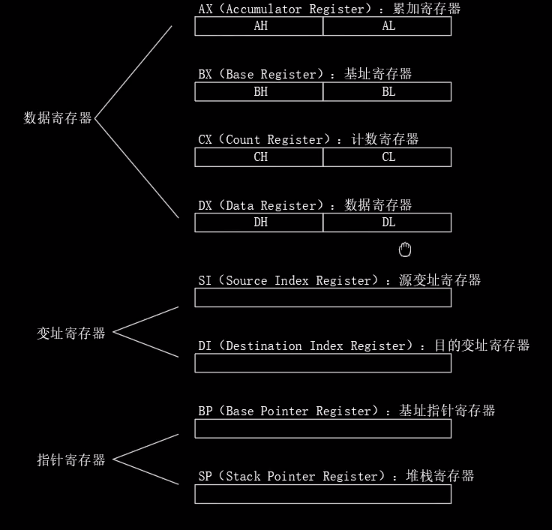 AX（Accumulator Register）：累加寄存器
AH AL
BX（Base Register）：基址寄存器
BH BL
数据寄存器
CX（Count Register）：计数寄存器
CH CL
DX（Data Register）：数据寄存器
DH DL
SI（Source Index Register）：源变址寄存器
变址寄存器
DI（Destination Index Register）：目的变址寄存器
BP（Base Pointer Register）：基址指针寄存器
指针寄存器
SP（Stack Pointer Register）：堆栈寄存器